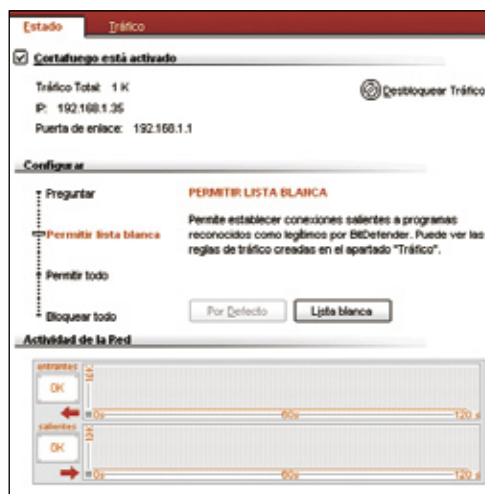 Estado Tráfico
Cortafuego está activado
Tráfico Total: 1 K
Desbloquear Tráfico
IP: 192.168.1.35
Puerta de enlace: 192.168.1.1
Configurar
Preguntar
Permitir lista blanca
Permitir todo
Bloquear todo
PERMITIR LISTA BLANCA
Permite establecer conexiones salientes a programas
reconocidos como legítimos por BitDefender. Puede ver las
reglas de tráfico creadas en el apartado "Tráfico".
Por Defecto Lista blanca
Actividad de la Red
entrantes
0K
0s 60s 120 s
salientes
0K
0s 60s 120 s